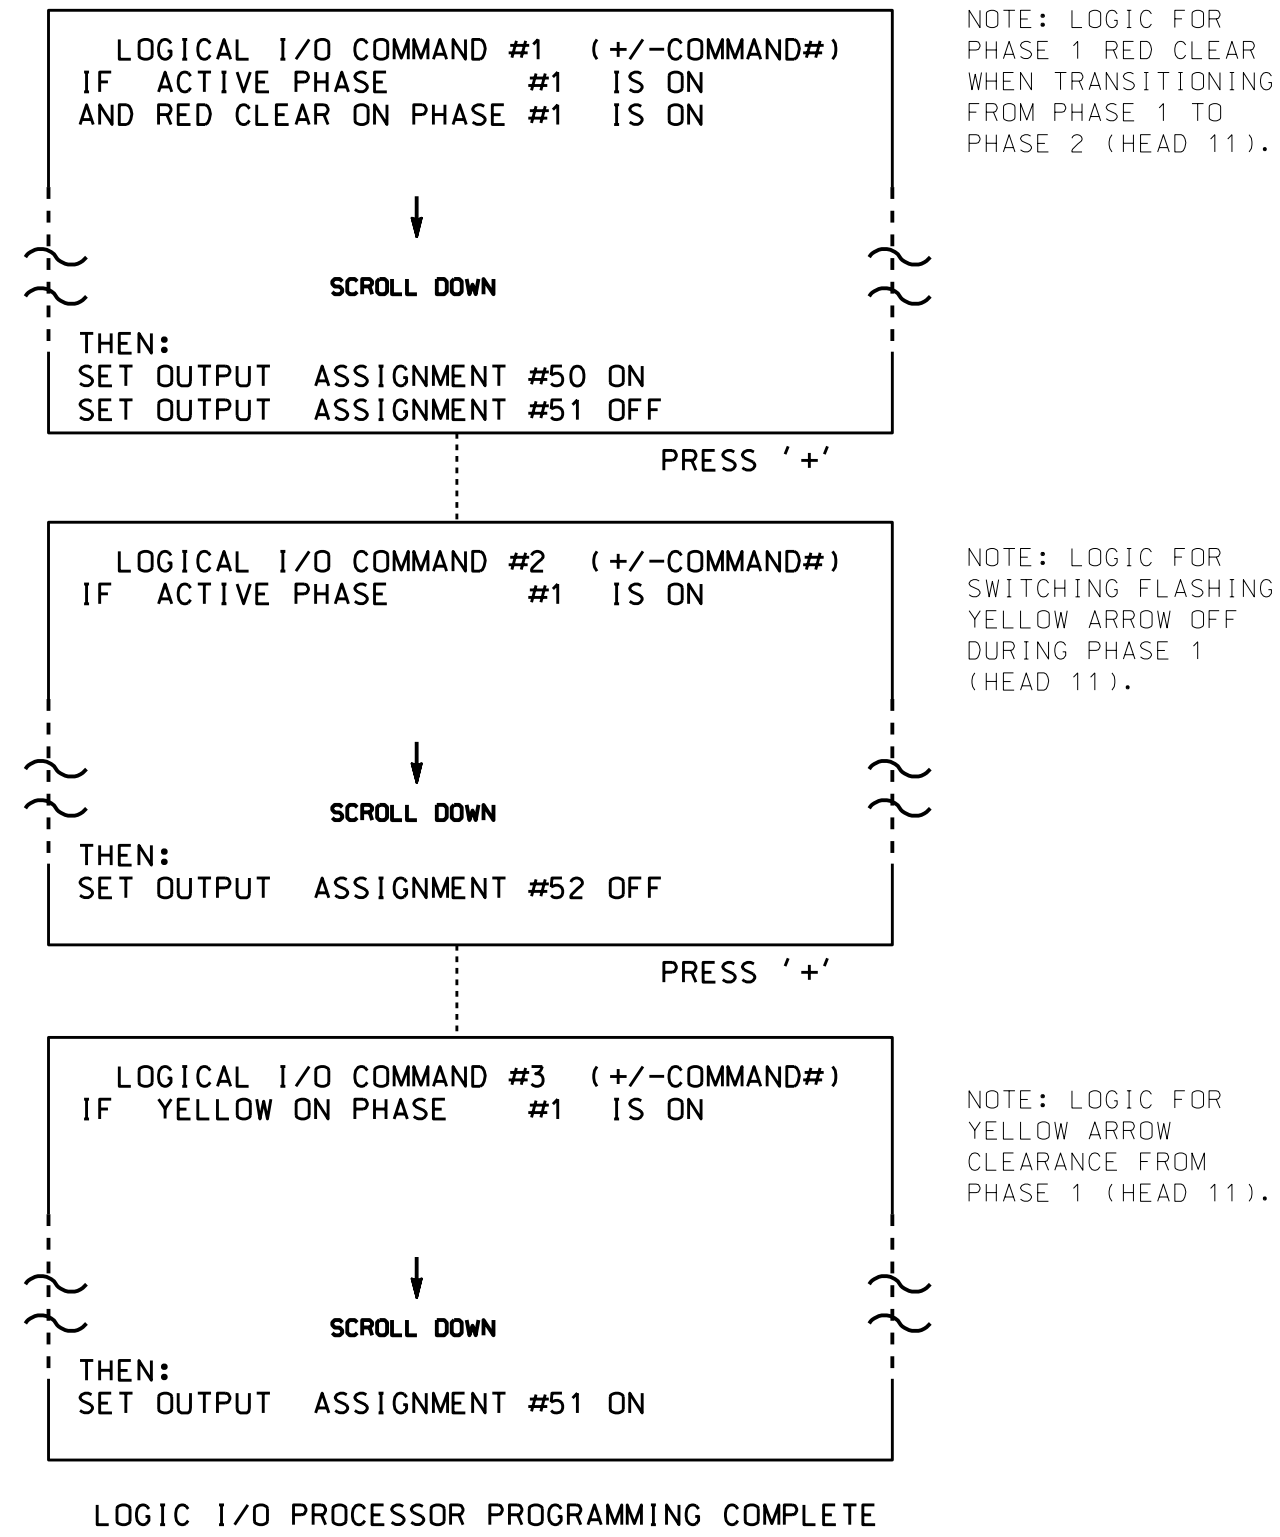 LOGICAL I/O COMMAND #1 (+/-COMMAND#)
IF ACTIVE PHASE #1 IS ON
AND RED CLEAR ON PHASE #1 IS ON
SCROLL DOWN
THEN:
SET OUTPUT ASSIGNMENT #50 ON
SET OUTPUT ASSIGNMENT #51 OFF
NOTE: LOGIC FOR
PHASE 1 RED CLEAR
WHEN TRANSITIONING
FROM PHASE 1 TO
PHASE 2 (HEAD 11).
PRESS '+'
LOGICAL I/O COMMAND #2 (+/-COMMAND#)
IF ACTIVE PHASE #1 IS ON
SCROLL DOWN
THEN:
SET OUTPUT ASSIGNMENT #52 OFF
NOTE: LOGIC FOR
SWITCHING FLASHING
YELLOW ARROW OFF
DURING PHASE 1
(HEAD 11).
PRESS '+'
LOGICAL I/O COMMAND #3 (+/-COMMAND#)
IF YELLOW ON PHASE #1 IS ON
SCROLL DOWN
THEN:
SET OUTPUT ASSIGNMENT #51 ON
NOTE: LOGIC FOR
YELLOW ARROW
CLEARANCE FROM
PHASE 1 (HEAD 11).
LOGIC I/O PROCESSOR PROGRAMMING COMPLETE